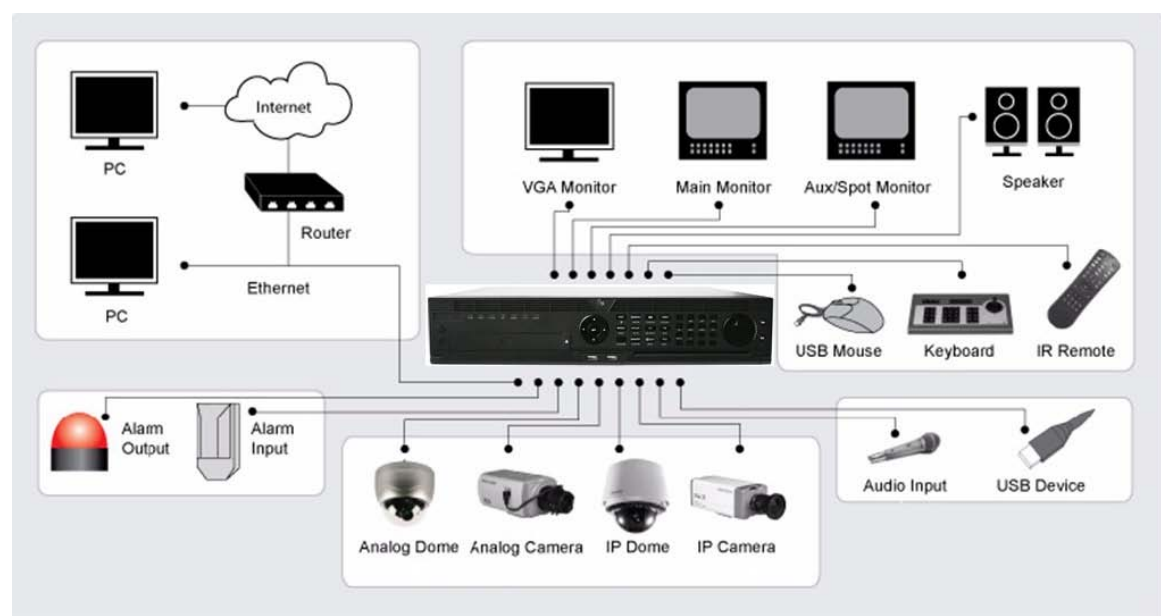 Internet
PC
Router
PC
Ethernet
VGA Monitor
Main Monitor
Aux/Spot Monitor
Speaker
USB Mouse
Keyboard
IR Remote
Alarm
Output
Alarm
Input
Analog Dome
Analog Camera
IP Dome
IP Camera
Audio Input
USB Device